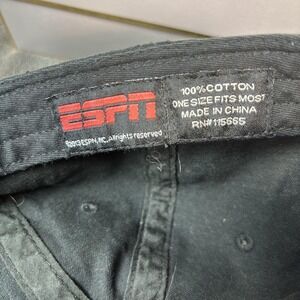 ESPN
©2013 ESPN, INC. All rights reserved
100% COTTON
ONE SIZE FITS MOST
MADE IN CHINA
RN# 115665